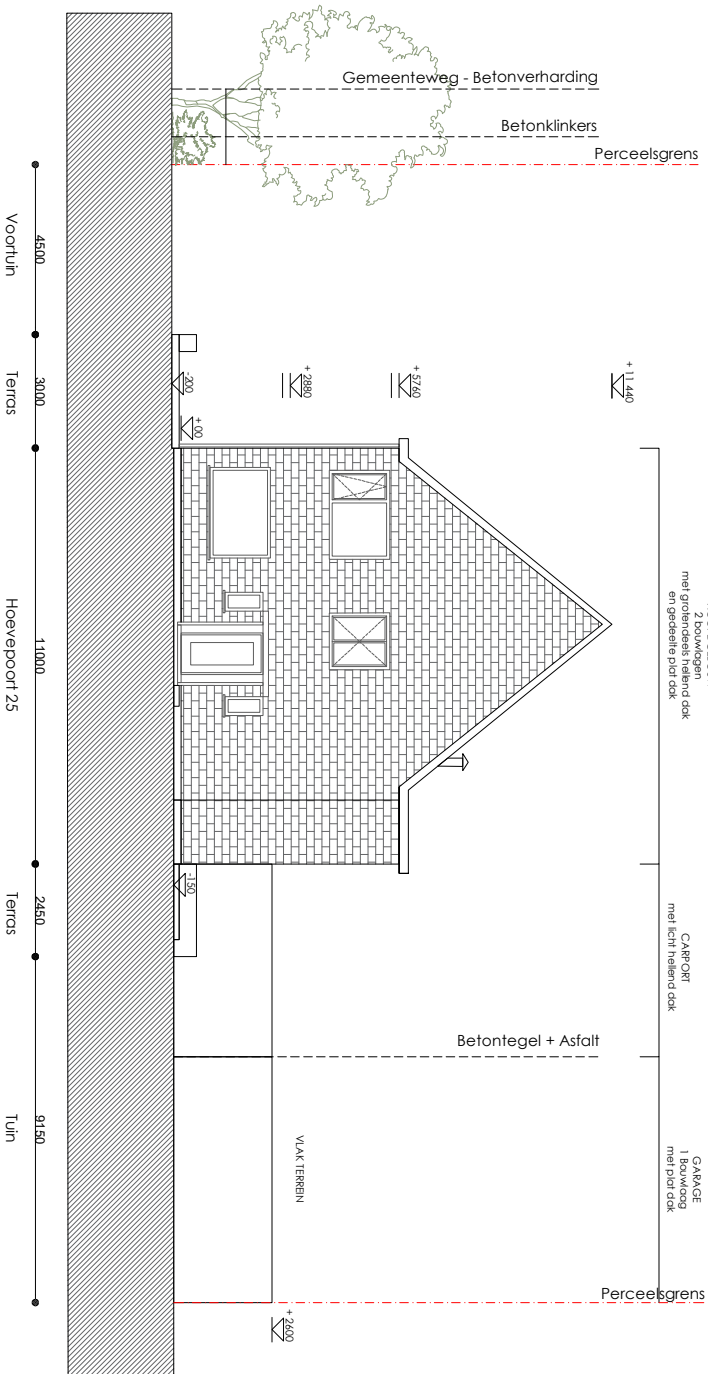 Gemeenteweg - Betonverharding
Betonklinkers
Perceelsgrens
4500
Voortuin
3000
Terras
-200
+00
+2880
+5760
+11.440
2 bouwlagen
met grotendeels hellend dak
en gedeelte plat dak
11000
Hoevepoort 25
-150
2450
Terras
CARPORT
met licht hellend dak
Betontegel + Asfalt
9150
Tuin
VLAK TERREIN
GARAGE
1 Bouwlaag
met plat dak
Perceelsgrens
+2600